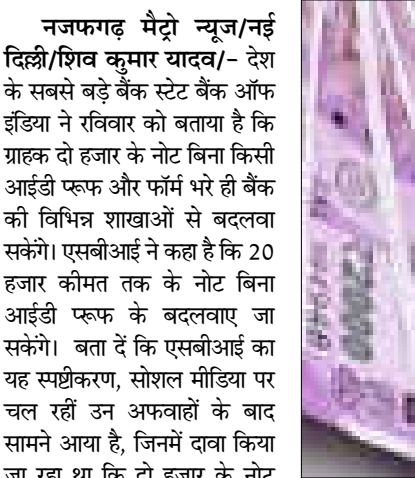 नजफगढ़ मैट्रो न्यूज/नई
दिल्ली/शिव कुमार यादव/- देश
के सबसे बड़े बैंक स्टेट बैंक ऑफ
इंडिया ने रविवार को बताया है कि
ग्राहक दो हजार के नोट बिना किसी
आईडी प्रूफ और फॉर्म भरे ही बैंक
की विभिन्न शाखाओं से बदलवा
सकेंगे। एसबीआई ने कहा है कि 20
हजार कीमत तक के नोट बिना
आईडी प्रूफ के बदलवाए जा
सकेंगे। बता दें कि एसबीआई का
यह स्पष्टीकरण, सोशल मीडिया पर
चल रहीं उन अफवाहों के बाद
सामने आया है, जिनमें दावा किया
जा रहा था कि दो हजार के नोट